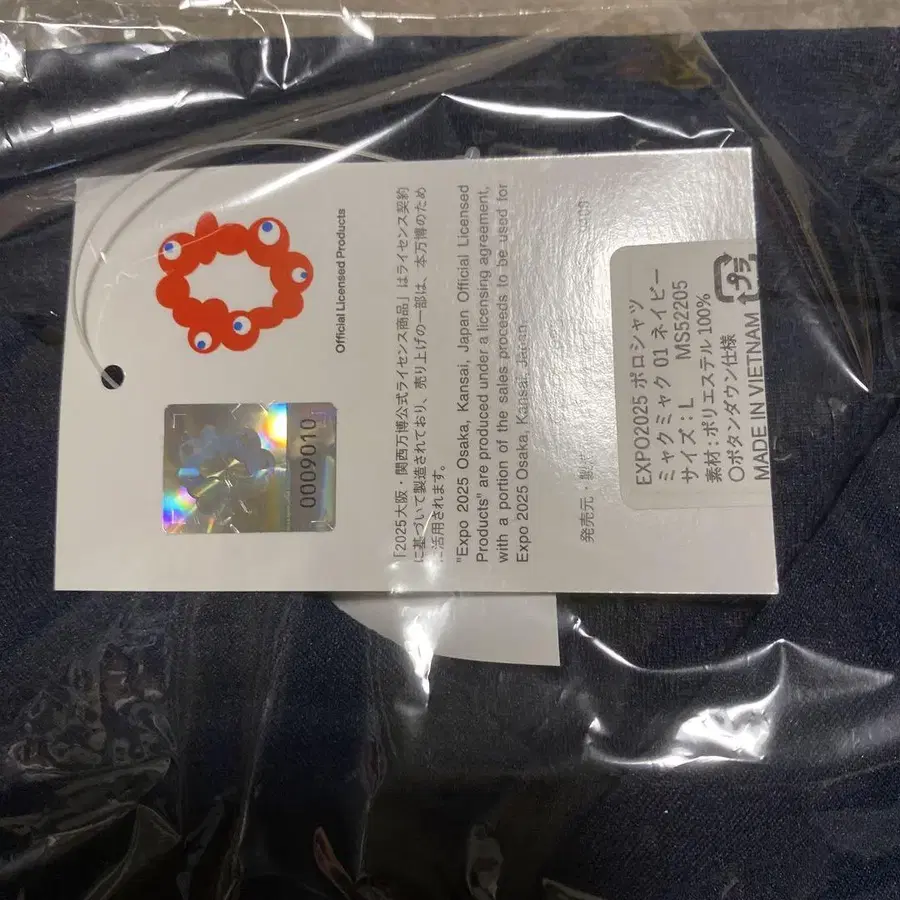 Official Licensed Products
0009010
「2025大阪・関西万博公式ライセンス商品」はライセンス契約
に基づいて製造されており、売り上げの一部は、本万博のため
に活用されます。
"Expo 2025 Osaka, Kansai, Japan Official Licensed
Products" are produced under a licensing agreement,
with a portion of the sales proceeds to be used for
Expo 2025 Osaka, Kansai, Japan.
発売元・製
EXPO2025 ポロシャツ
ミャクミャク 01 ネイビー
サイズ：L MS52205
素材：ポリエステル 100%
〇ボタンダウン仕様
MADE IN VIETNAM
プラ